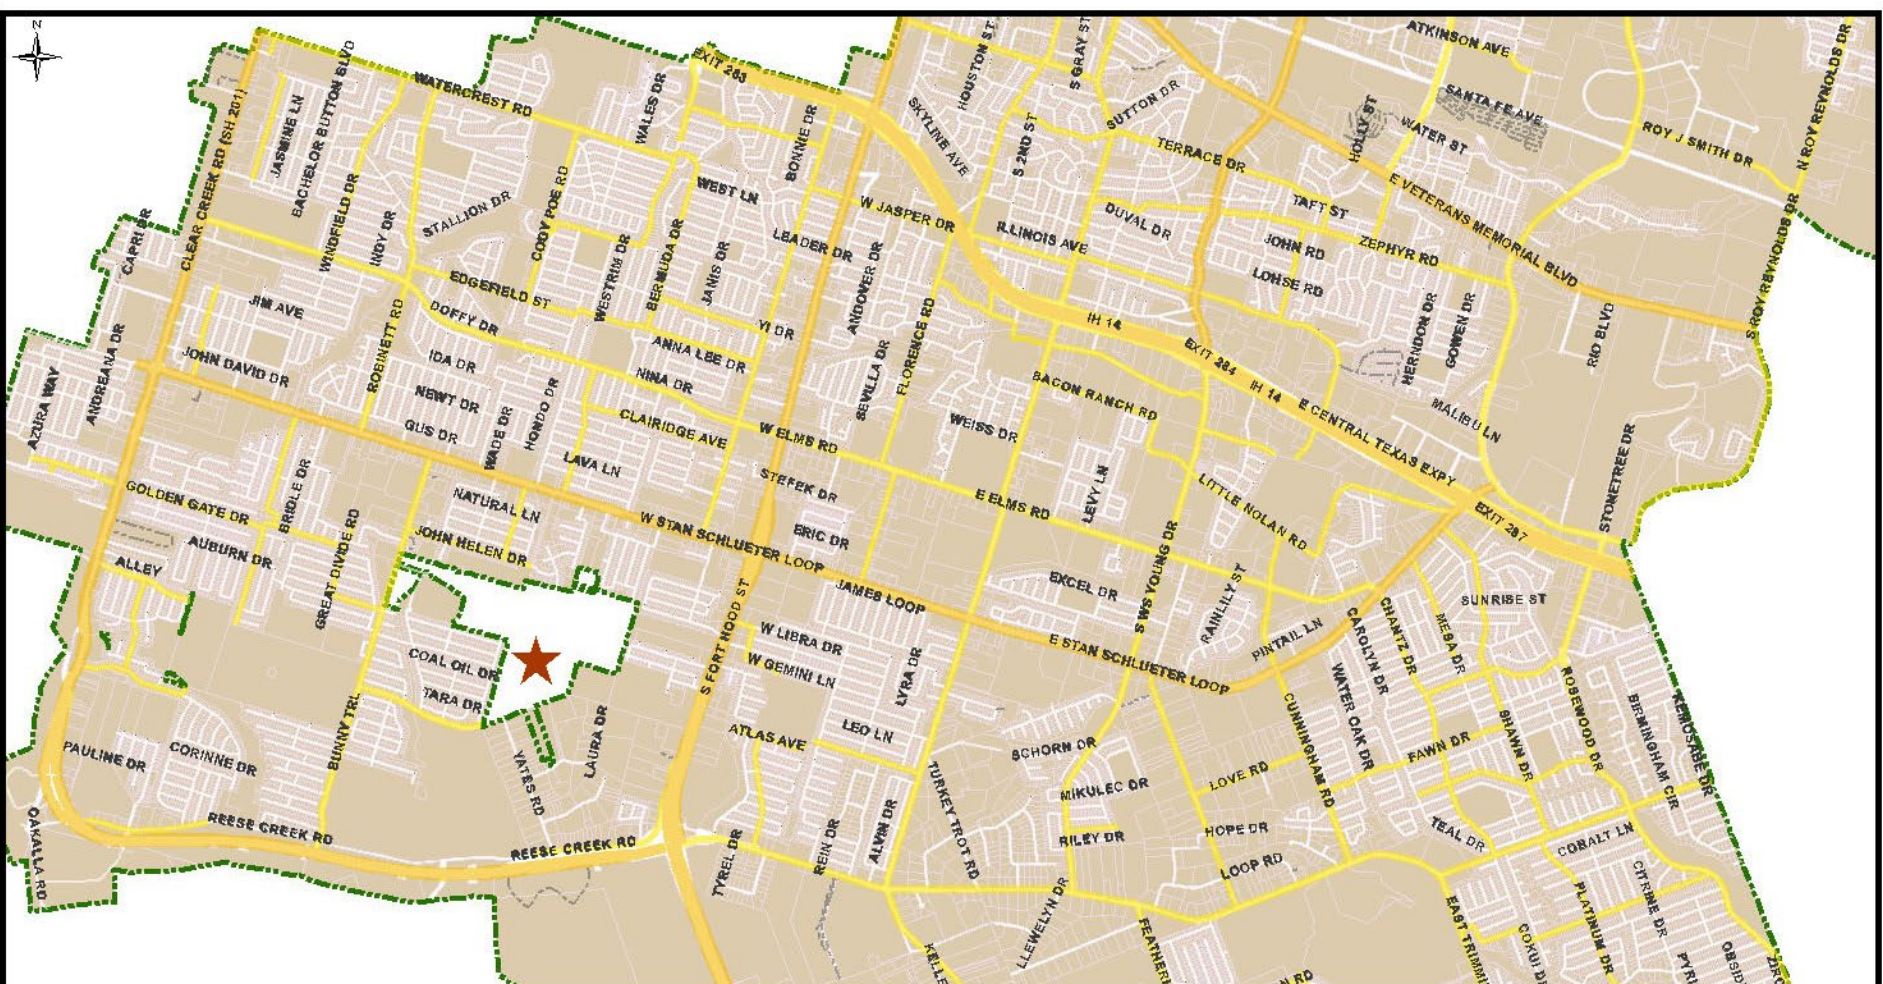 Z
EXIT 283
ATKINSON AVE
HOUSTON ST
S GRAY ST
N ROY REYNOLDS DR
WATERCREST RD
WALES DR
BACHELOR BUTTON BLVD
JASMINE LN
CLEAR CREEK RD (SH 201)
SKYLINE AVE
SUTTON DR
SANTA FE AVE
HOLLY ST
WATER ST
ROY J SMITH DR
BONNIE DR
S 2ND ST
TERRACE DR
WEST LN
CODY POE RD
STALLION DR
WINDFIELD DR
INDY DR
E VETERANS MEMORIAL BLVD
TAFT ST
W JASPER DR
DUVAL DR
ILLINOIS AVE
JOHN RD
ZEPHYR RD
S ROY REYNOLDS DR
CAPRI DR
LEADER DR
BERMUDA DR
WESTRIM DR
JANIS DR
ANDOVER DR
LOHSE RD
EDGEFIELD ST
JIM AVE
DOFFY DR
YI DR
FLORENCE RD
IH 14
HERNDON DR
GOWEN DR
RIO BLVD
ANDREANA DR
ROBINETT RD
JOHN DAVID DR
IDA DR
ANNA LEE DR
NINA DR
SEVILLA DR
EXIT 284
IH 14
AZURA WAY
NEWT DR
BACON RANCH RD
E CENTRAL TEXAS EXPY
MALIBU LN
GUS DR
WADE DR
HONDO DR
CLAIRIDGE AVE
W ELMS RD
WEISS DR
STONETREE DR
LAVA LN
STEFEK DR
LEVY LN
LITTLE NOLAN RD
GOLDEN GATE DR
BRIDLE DR
NATURAL LN
E ELMS RD
EXIT 287
W STAN SCHLUETER LOOP
ERIC DR
JOHN HELEN DR
AUBURN DR
ALLEY
GREAT DIVIDE RD
S FORT HOOD ST
JAMES LOOP
EXCEL DR
S WS YOUNG DR
RAINLILY ST
SUNRISE ST
CHANTZ DR
CAROLYN DR
MESA DR
PINTAIL LN
W LIBRA DR
W GEMINI LN
LYRA DR
E STAN SCHLUETER LOOP
COAL OIL DR
TARA DR
BUNNY TRL
WATER OAK DR
CUNNINGHAM RD
ROSEWOOD DR
BIRMINGHAM CIR
KEMOSABE DR
PAULINE DR
CORINNE DR
YATES RD
LAURA DR
ATLAS AVE
LEO LN
SCHORN DR
FAWN DR
SHAWN DR
LOVE RD
MIKULEC DR
TURKEY TROT RD
OAKALLA RD
REESE CREEK RD
REESE CREEK RD
TYREL DR
REIN DR
ALVIN DR
RILEY DR
HOPE DR
TEAL DR
COBALT LN
LOOP RD
CITRINE DR
PLATINUM DR
LLEWELYN DR
FEATHERI
EAST TRIMMI
COKUI D
KELLE
PYRI
OBSID
ZIRC
N RD